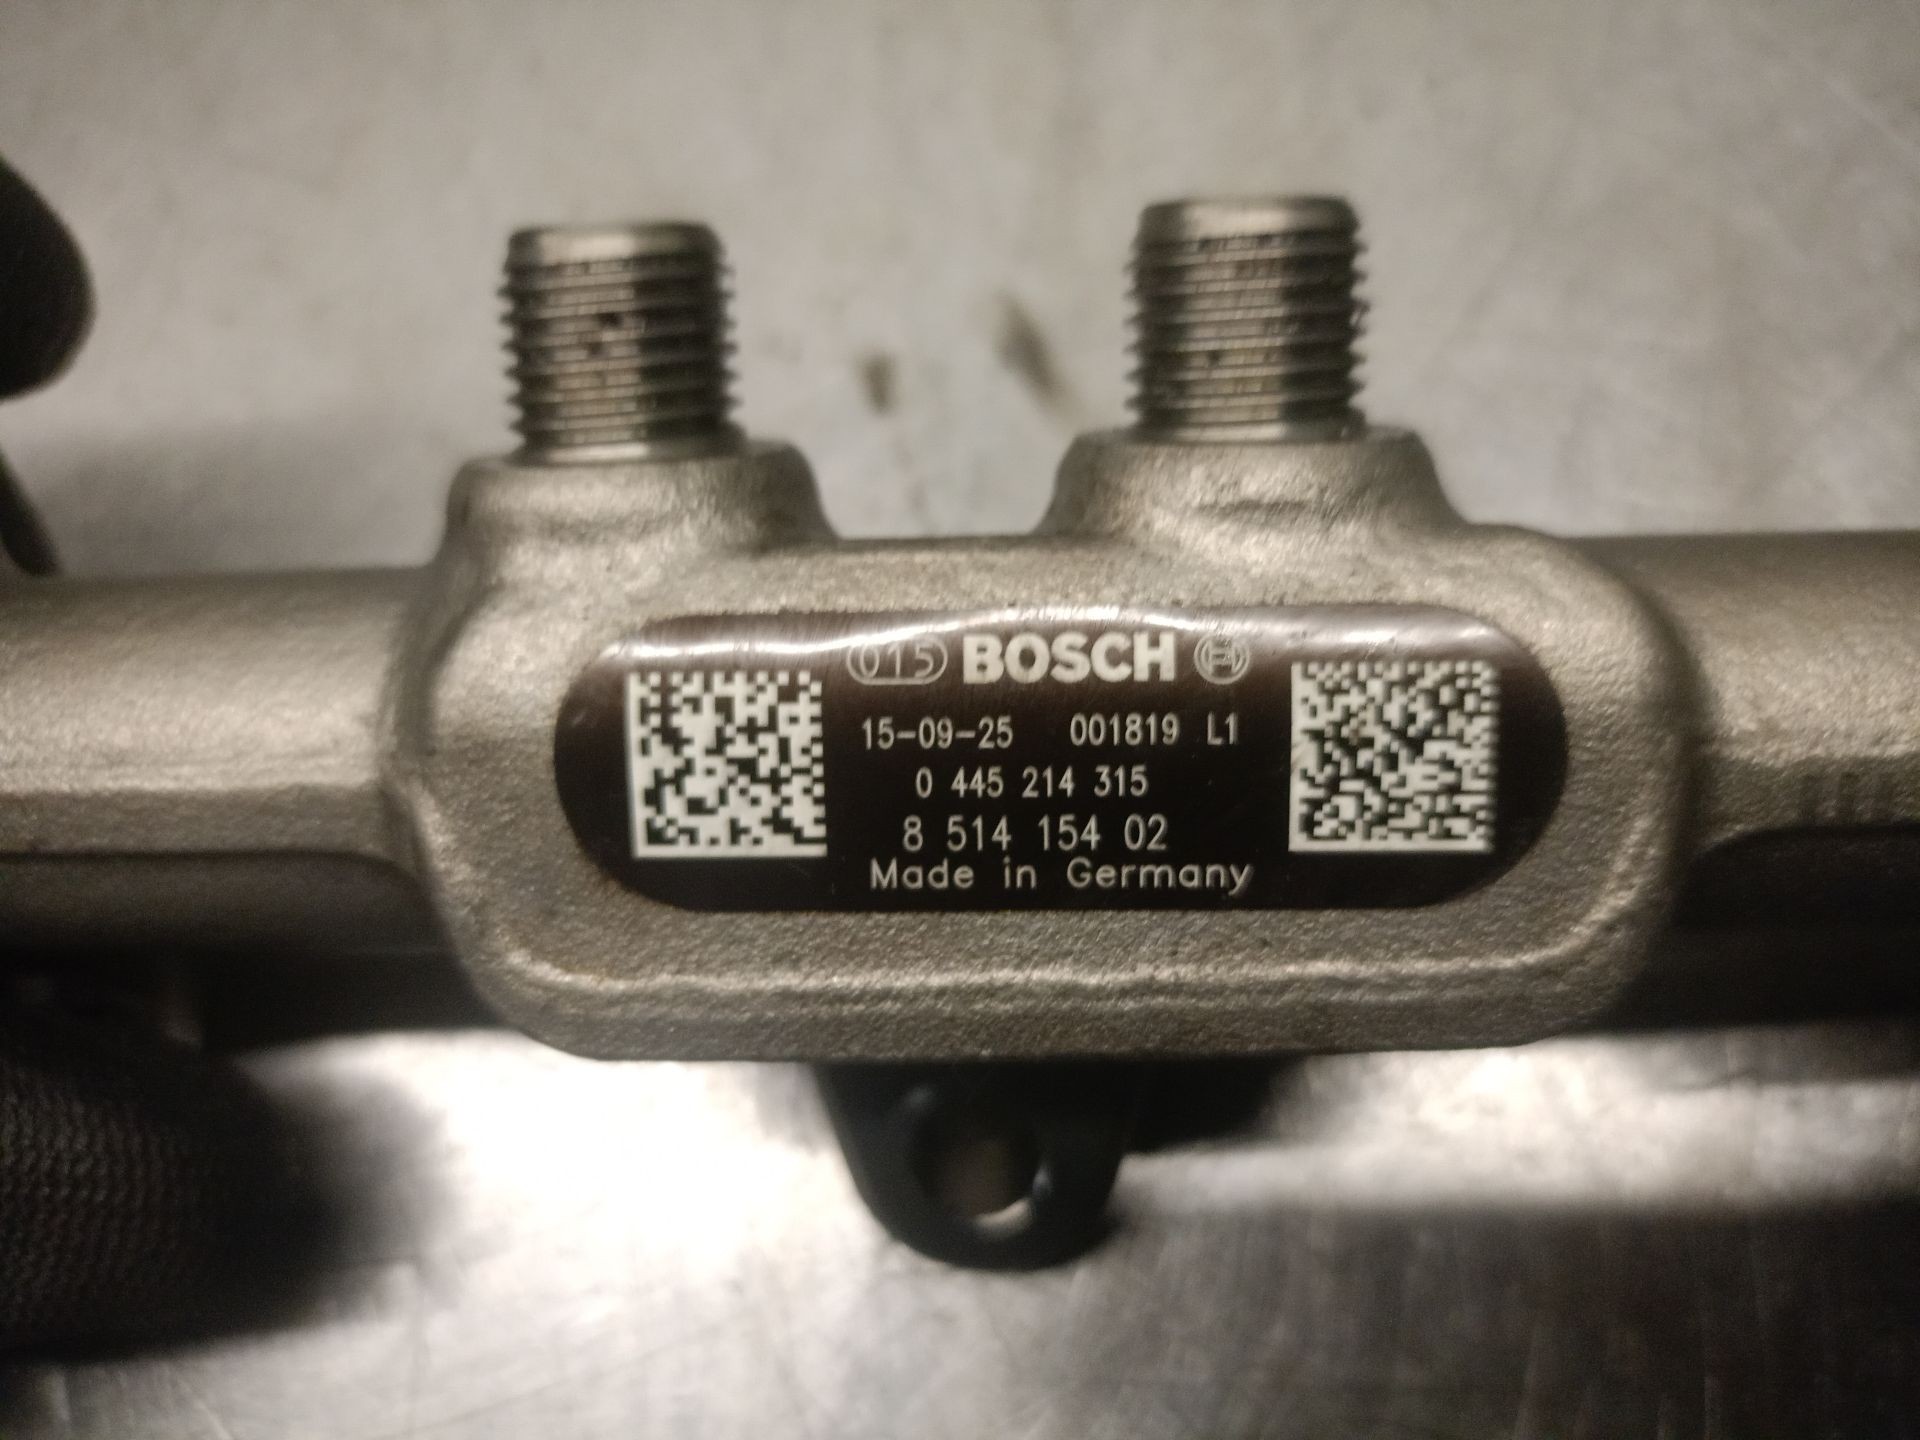 015 BOSCH
15-09-25 001819 L1
0 445 214 315
8 514 154 02
Made in Germany